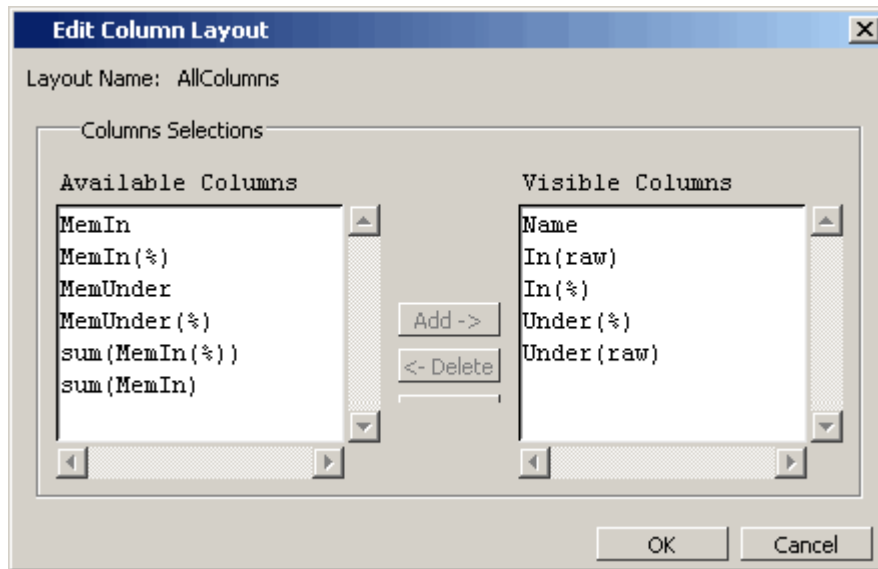 Edit Column Layout
Layout Name: AllColumns
Columns Selections
Available Columns
MemIn
MemIn(%)
MemUnder
MemUnder(%)
sum(MemIn(%))
sum(MemIn)
Add ->
<- Delete
Visible Columns
Name
In(raw)
In(%)
Under(%)
Under(raw)
OK
Cancel